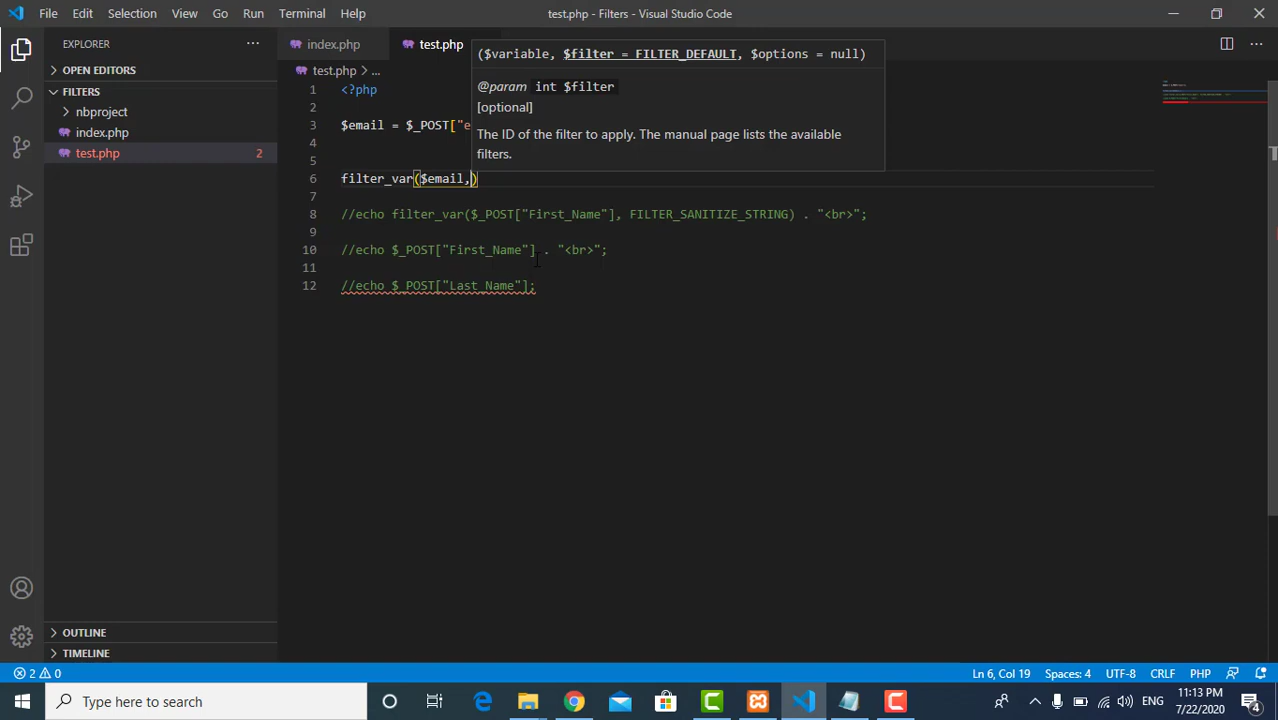 File Edit Selection View Go Run Terminal Help
test.php - Filters - Visual Studio Code
EXPLORER
OPEN EDITORS
FILTERS
nbproject
index.php
test.php 2
OUTLINE
TIMELINE
index.php test.php
test.php > ...
1 <?php
2
3 $email = $_POST["e
4
5
6 filter_var($email,)
7
8 //echo filter_var($_POST["First_Name"], FILTER_SANITIZE_STRING) . "<br>";
9
10 //echo $_POST["First_Name"] . "<br>";
11
12 //echo $_POST["Last_Name"];
($variable, $filter = FILTER_DEFAULT, $options = null)
@param int $filter
[optional]
The ID of the filter to apply. The manual page lists the available
filters.
2 0
Ln 6, Col 19 Spaces: 4 UTF-8 CRLF PHP
Type here to search
ENG
11:13 PM
7/22/2020
4